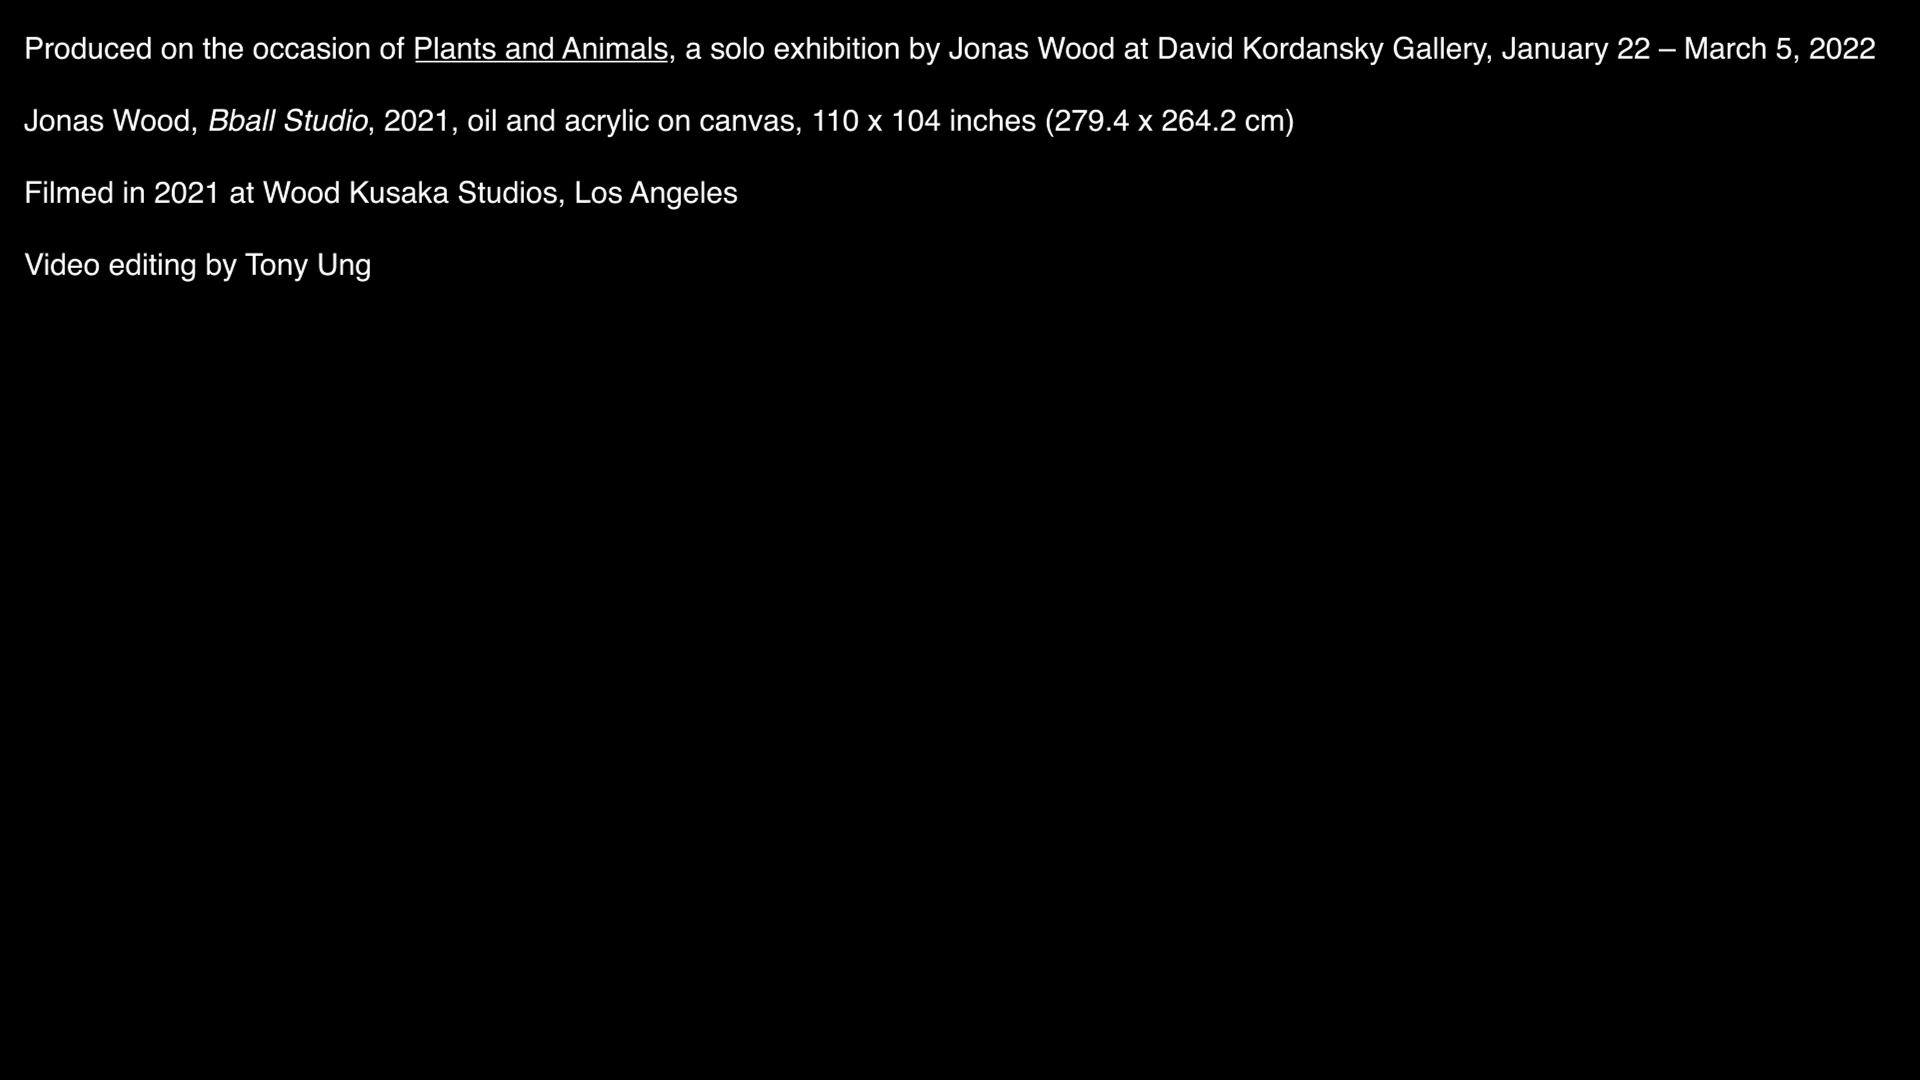 Produced on the occasion of Plants and Animals, a solo exhibition by Jonas Wood at David Kordansky Gallery, January 22 – March 5, 2022
Jonas Wood, Bball Studio, 2021, oil and acrylic on canvas, 110 x 104 inches (279.4 x 264.2 cm)
Filmed in 2021 at Wood Kusaka Studios, Los Angeles
Video editing by Tony Ung